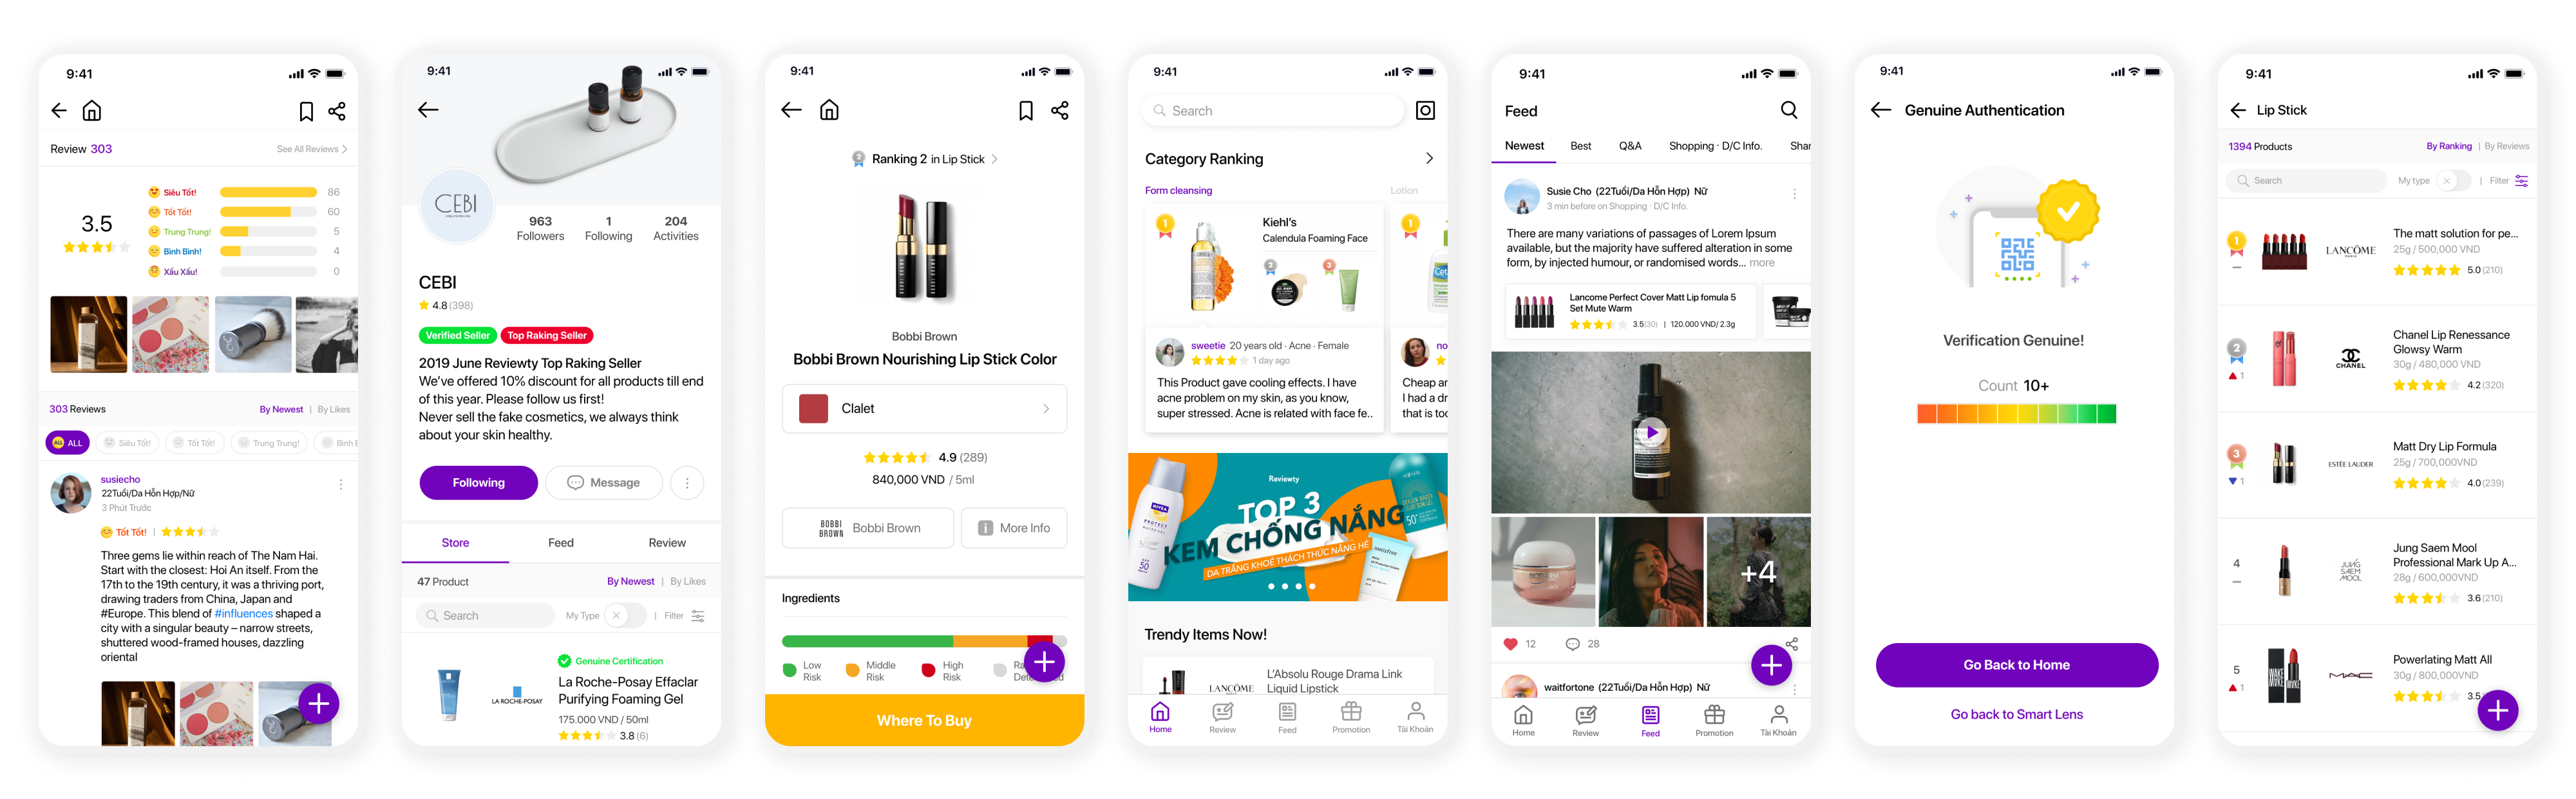 9:41
Review 303
See All Reviews
3.5
Siêu Tốt!
86
Tốt Tốt!
60
Trung Trung!
5
Bình Bình!
4
Xấu Xấu!
0
303 Reviews
By Newest | By Likes
ALL
Siêu Tốt!
Tốt Tốt!
Trung Trung!
Bình B
susiecho
22Tuổi/Da Hỗn Hợp/Nữ
3 Phút Trước
Tốt Tốt!
Three gems lie within reach of The Nam Hai.
Start with the closest: Hoi An itself. From the
17th to the 19th century, it was a thriving port,
drawing traders from China, Japan and
#Europe. This blend of #influences shaped a
city with a singular beauty – narrow streets,
shuttered wood-framed houses, dazzling
oriental
9:41
CEBI
963
Followers
1
Following
204
Activities
CEBI
4.8 (398)
Verified Seller
Top Raking Seller
2019 June Reviewty Top Raking Seller
We've offered 10% discount for all products till end
of this year. Please follow us first!
Never sell the fake cosmetics, we always think
about your skin healthy.
Following
Message
Store
Feed
Review
47 Product
By Newest | By Likes
Search
My Type
Filter
Genuine Certification
LA ROCHE-POSAY
La Roche-Posay Effaclar
Purifying Foaming Gel
175.000 VND / 50ml
3.8 (6)
9:41
2
Ranking 2 in Lip Stick
Bobbi Brown
Bobbi Brown Nourishing Lip Stick Color
Clalet
4.9 (289)
840,000 VND / 5ml
BOBBI
BROWN
Bobbi Brown
More Info
Ingredients
Low
Risk
Middle
Risk
High
Risk
Where To Buy
9:41
Search
Category Ranking
Form cleansing
Lotion
1
Kiehl's
Calendula Foaming Face
2
3
1
Cet
sweetie 20 years old · Acne · Female
1 day ago
This Product gave cooling effects. I have
acne problem on my skin, as you know,
super stressed. Acne is related with face fe..
no
Cheap ar
I had a dr
that is too
Reviewty
TOP 3
KEM CHỐNG NẮNG
DA TRẮNG KHOẺ THÁCH THỨC NẮNG HÈ
NIVEA
PROTECT
SPF
50
50+
innisfree
Trendy Items Now!
LANCÔME
L'Absolu Rouge Drama Link
Liquid Lipstick
Home
Review
Feed
Promotion
Tài Khoản
9:41
Feed
Newest
Best
Q&A
Shopping · D/C Info.
Shar
Susie Cho (22Tuổi/Da Hỗn Hợp) Nữ
3 min before on Shopping · D/C Info.
There are many variations of passages of Lorem Ipsum
available, but the majority have suffered alteration in some
form, by injected humour, or randomised words... more
Lancome Perfect Cover Matt Lip fomula 5
Set Mute Warm
3.5(30) | 120.000 VND/ 2.3g
BIOTHERM
+4
12
28
waitfortone (22Tuổi/Da Hỗn Hợp) Nữ
Home
Review
Feed
Promotion
Tài Khoản
9:41
Genuine Authentication
Verification Genuine!
Count 10+
Go Back to Home
Go back to Smart Lens
9:41
Lip Stick
1394 Products
By Ranking | By Reviews
Search
My type
Filter
1
LANCÔME
PARIS
The matt solution for pe...
25g / 500,000 VND
5.0 (210)
2
1
CHANEL
Chanel Lip Renessance
Glowsy Warm
30g / 480,000 VND
4.2 (320)
3
1
ESTĒE LAUDER
Matt Dry Lip Formula
25g / 700,000VND
4.0 (239)
4
JUNG
SAEM
MOOL
Jung Saem Mool
Professional Mark Up A...
28g / 600,000VND
3.6 (210)
5
1
WAKE
MAKE
MAC
Powerlating Matt All
30g / 800,000VND
3.5